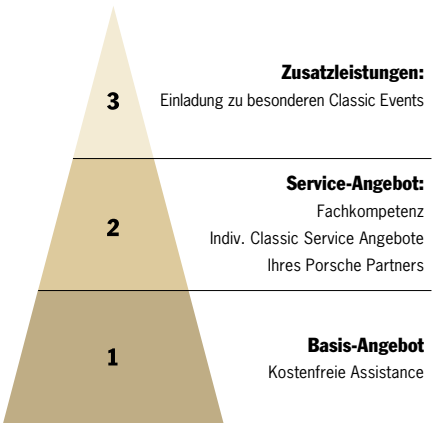 3
Zusatzleistungen:
Einladung zu besonderen Classic Events
2
Service-Angebot:
Fachkompetenz
Indiv. Classic Service Angebote
Ihres Porsche Partners
1
Basis-Angebot
Kostenfreie Assistance